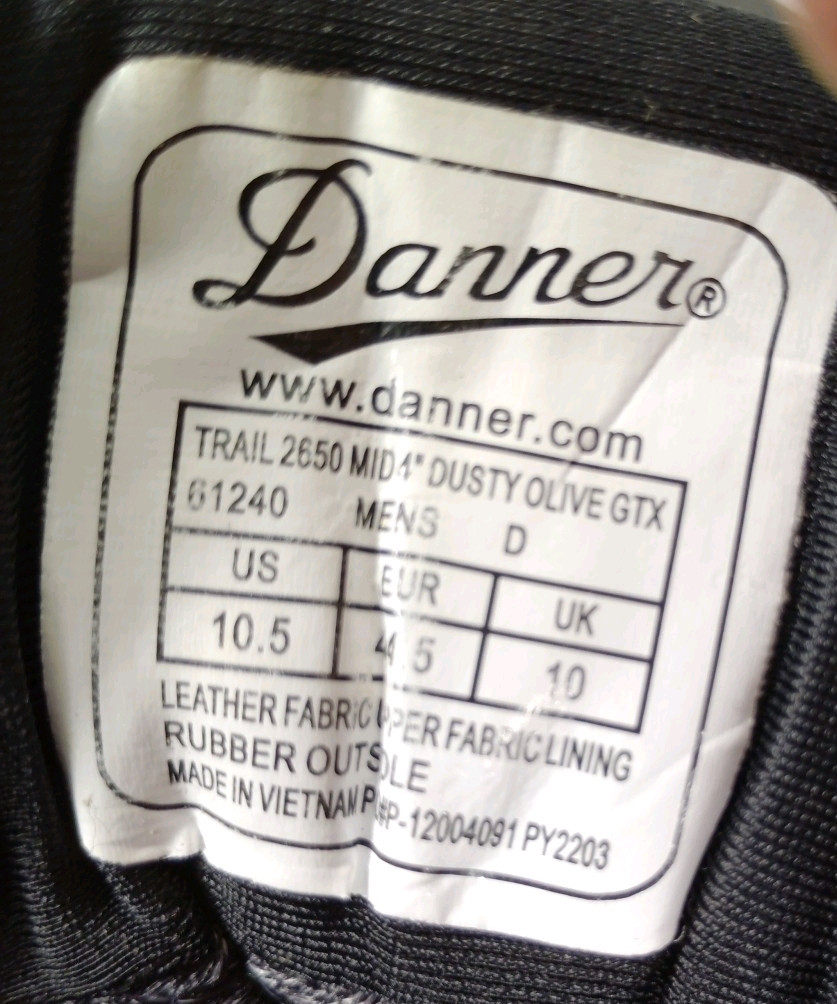 Danner®
www.danner.com
TRAIL 2650 MID 4" DUSTY OLIVE GTX
61240 MENS D
US EUR UK
10.5 10
LEATHER FABRIC UPPER FABRIC LINING
RUBBER OUTSOLE
MADE IN VIETNAM PY2203